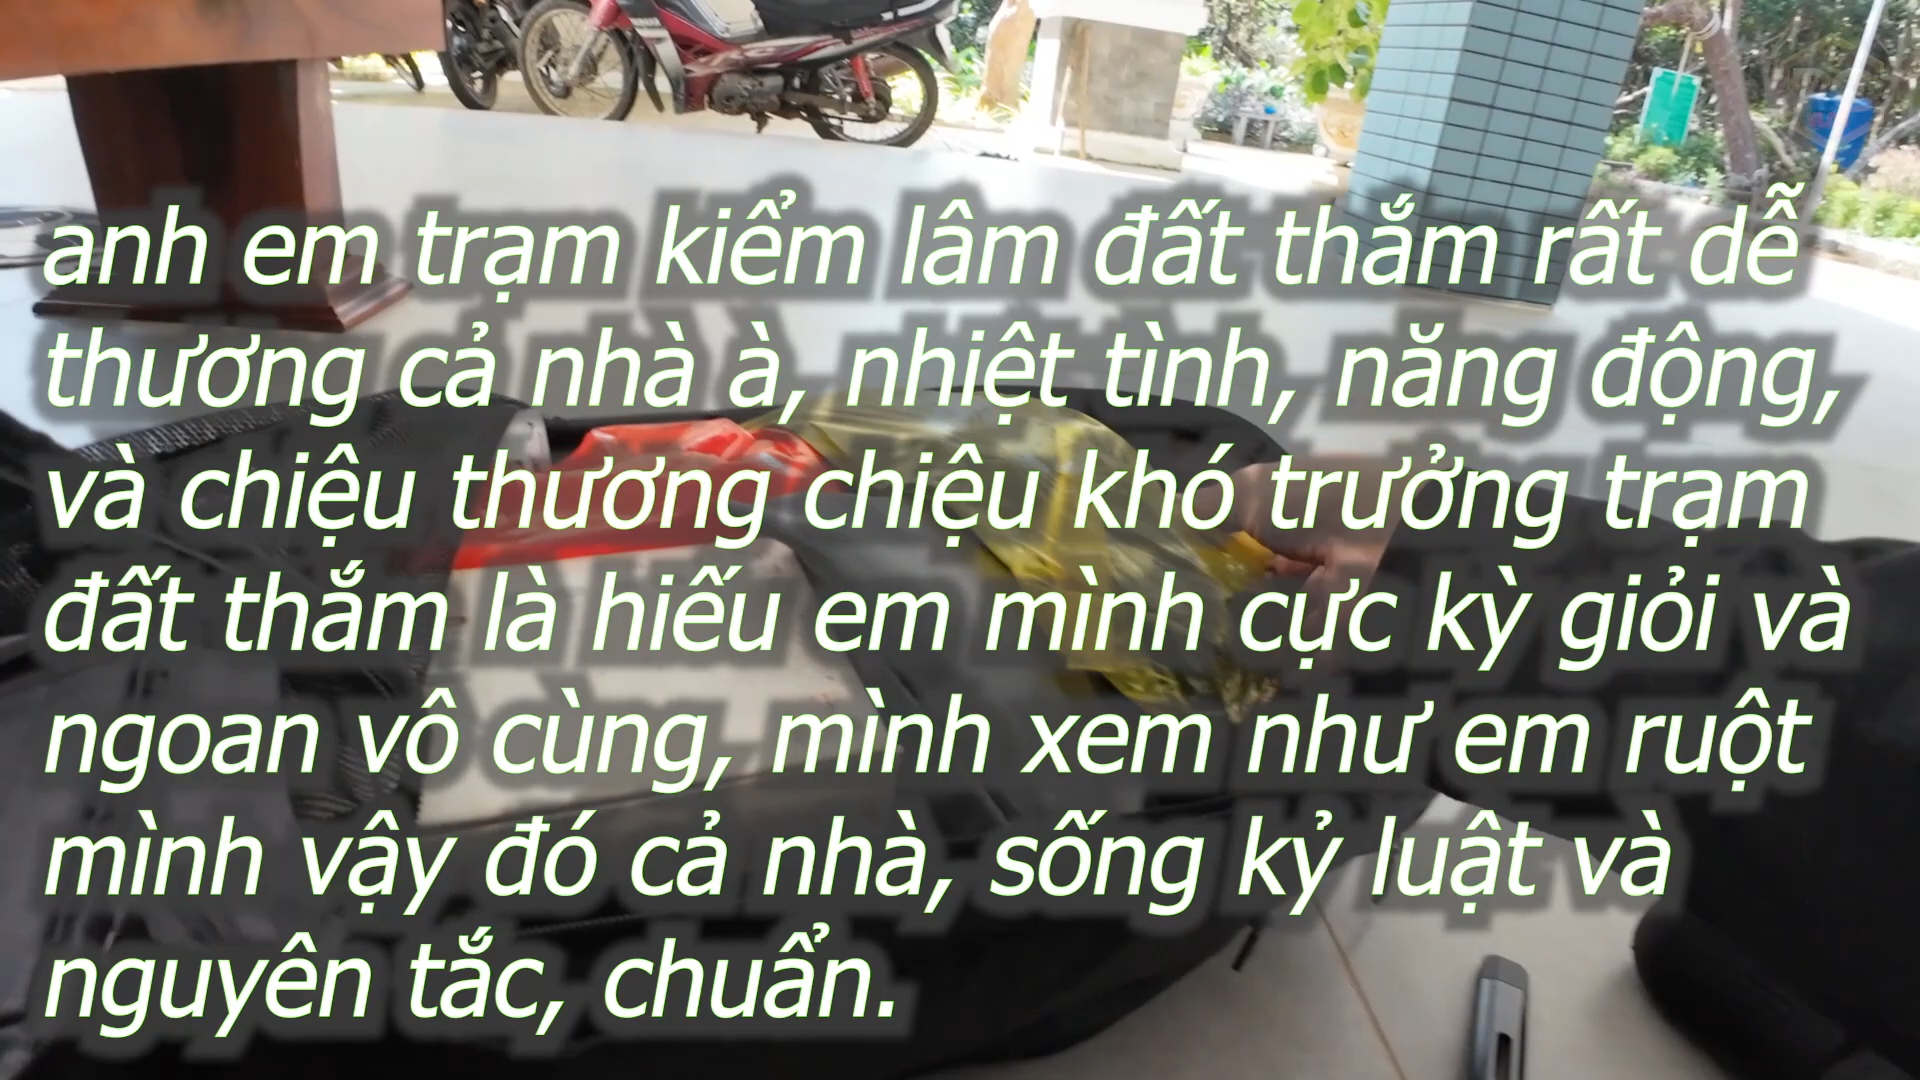 anh em trạm kiểm lâm đất thắm rất dễ
thương cả nhà à, nhiệt tình, năng động,
và chiệu thương chiệu khó trưởng trạm
đất thắm là hiếu em mình cực kỳ giỏi và
ngoan vô cùng, mình xem như em ruột
mình vậy đó cả nhà, sống kỷ luật và
nguyên tắc, chuẩn.